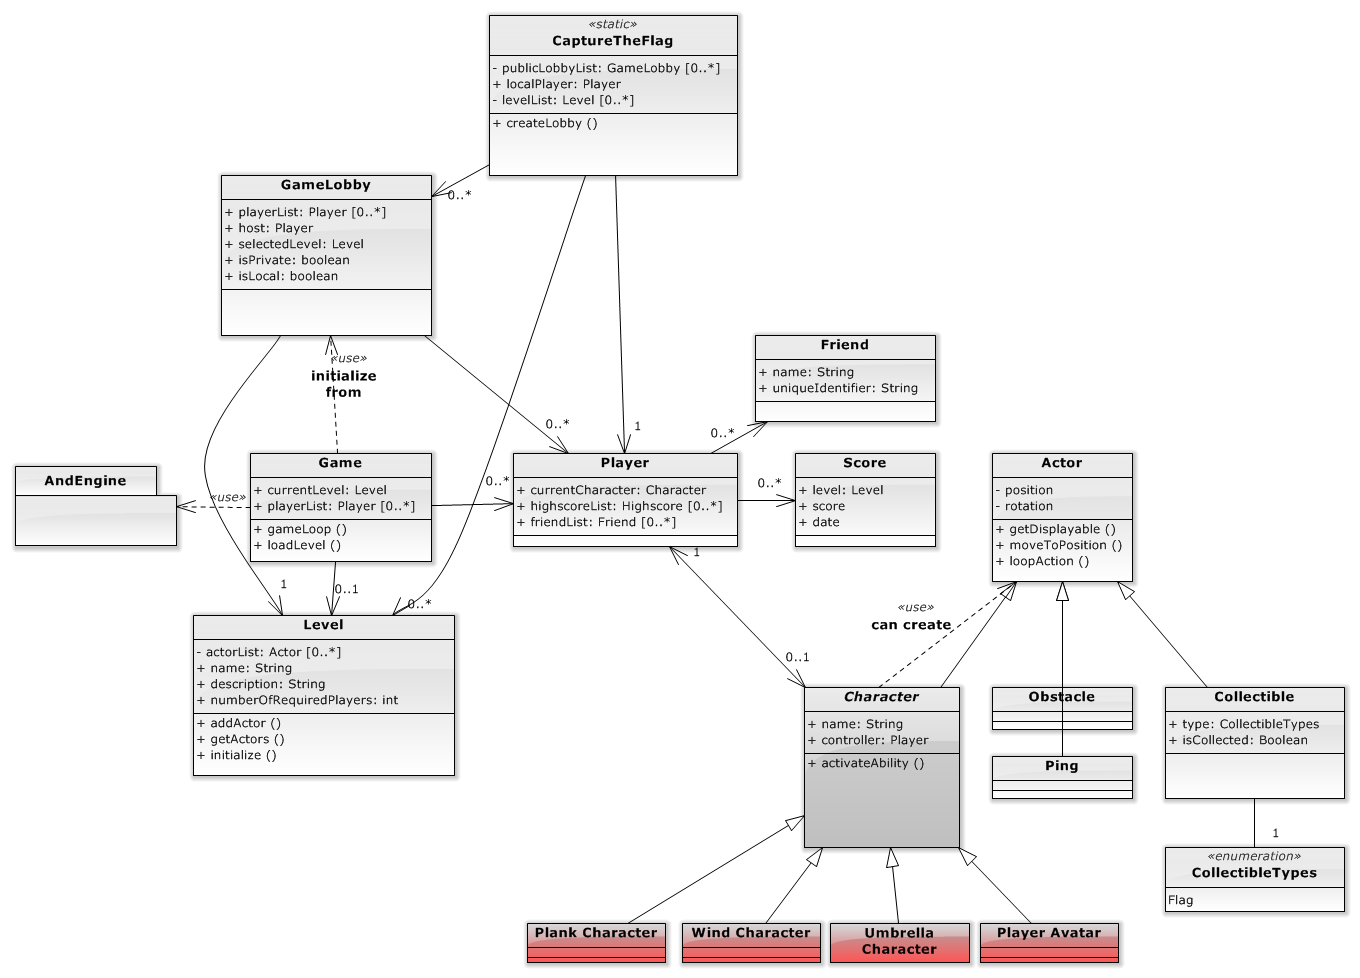 «static»
CaptureTheFlag
- publicLobbyList: GameLobby [0..*]
+ localPlayer: Player
- levelList: Level [0..*]
+ createLobby ()
0..*
GameLobby
+ playerList: Player [0..*]
+ host: Player
+ selectedLevel: Level
+ isPrivate: boolean
+ isLocal: boolean
«use»
initialize
from
0..*
1
0..*
Friend
+ name: String
+ uniqueIdentifier: String
AndEngine
«use»
Game
+ currentLevel: Level
+ playerList: Player [0..*]
+ gameLoop ()
+ loadLevel ()
0..*
Player
+ currentCharacter: Character
+ highscoreList: Highscore [0..*]
+ friendList: Friend [0..*]
0..*
Score
+ level: Level
+ score
+ date
Actor
- position
- rotation
+ getDisplayable ()
+ moveToPosition ()
+ loopAction ()
1
1
0..1
0..*
«use»
can create
Level
- actorList: Actor [0..*]
+ name: String
+ description: String
+ numberOfRequiredPlayers: int
+ addActor ()
+ getActors ()
+ initialize ()
0..1
Character
+ name: String
+ controller: Player
+ activateAbility ()
Obstacle
Ping
Collectible
+ type: CollectibleTypes
+ isCollected: Boolean
1
«enumeration»
CollectibleTypes
Flag
Plank Character
Wind Character
Umbrella
Character
Player Avatar